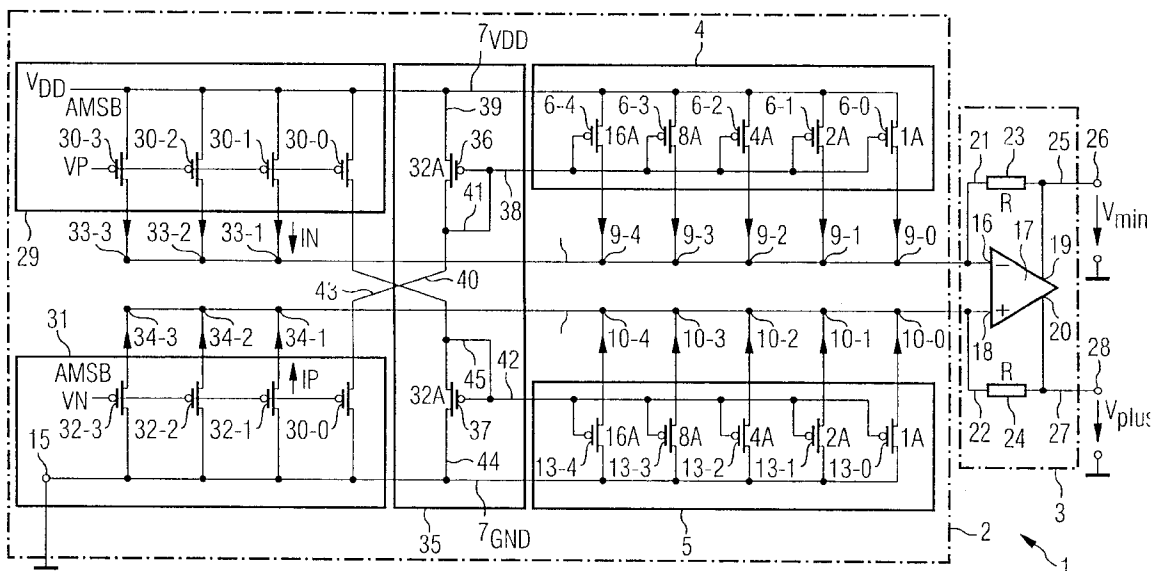 7VDD
4
VDD
AMSB
39
6-4
6-3
6-2
6-1
6-0
30-3
30-2
30-1
30-0
36
16A
8A
4A
2A
1A
21
23
25
26
VP
32A
41
38
R
Vmin
33-3
33-2
33-1
IN
9-4
9-3
9-2
9-1
9-0
16
17
19
29
−
43
40
31
34-3
34-2
34-1
10-4
10-3
10-2
10-1
10-0
+
18
20
AMSB
IP
45
42
R
28
VN
32A
Vplus
32-3
32-2
32-1
30-0
37
16A
8A
4A
2A
1A
22
24
27
15
44
13-4
13-3
13-2
13-1
13-0
3
35
7GND
5
2
1